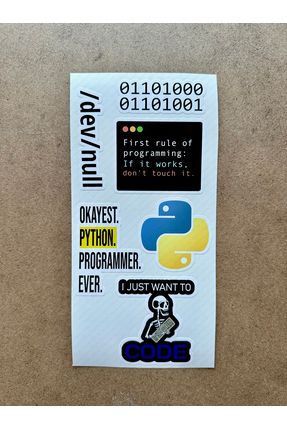 /dev/null
01101000
01101001
First rule of
programming:
If it works,
don't touch it.
OKAYEST.
PYTHON.
PROGRAMMER.
EVER.
I JUST WANT TO
CODE